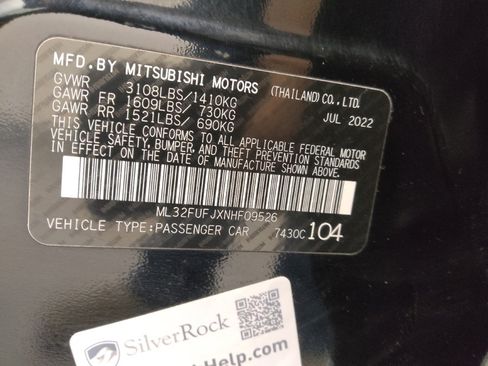 MFD.BY MITSUBISHI MOTORS (THAILAND) CO., LTD.
GVWR 3108LBS/1410KG JUL 2022
GAWR FR 1609LBS/ 730KG
GAWR RR 1521LBS/ 690KG
THIS VEHICLE CONFORMS TO ALL APPLICABLE FEDERAL MOTOR
VEHICLE SAFETY, BUMPER, AND THEFT PREVENTION STANDARDS
IN EFFECT ON THE DATE OF MANUFACTURE SHOWN ABOVE.
ML32FUFJXNHF09526
VEHICLE TYPE:PASSENGER CAR 7430C 104
SilverRock
Help.com